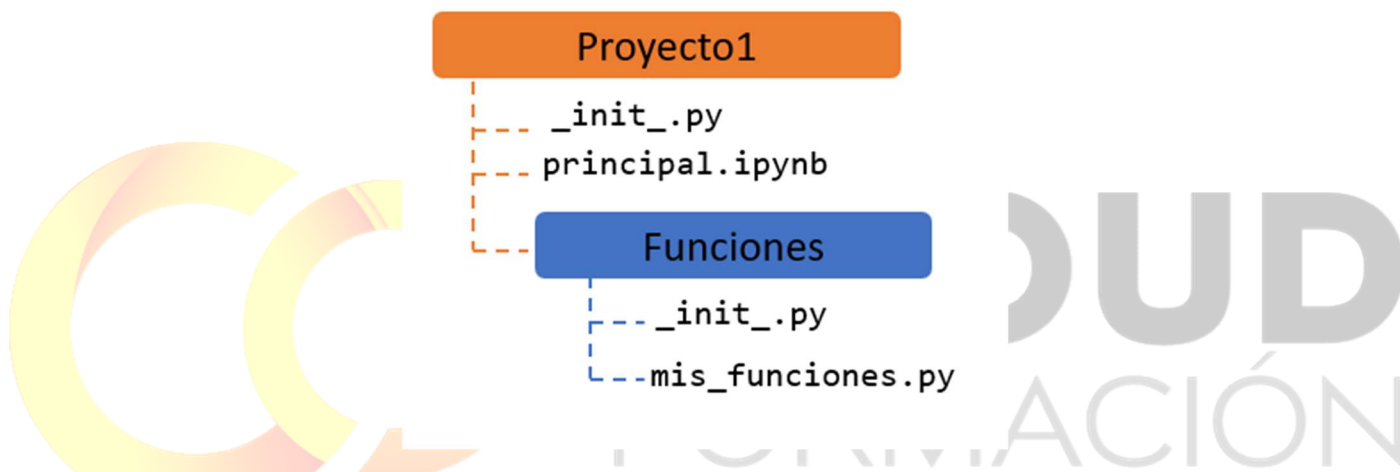 Proyecto1
_init_.py
principal.ipynb
Funciones
_init_.py
mis_funciones.py